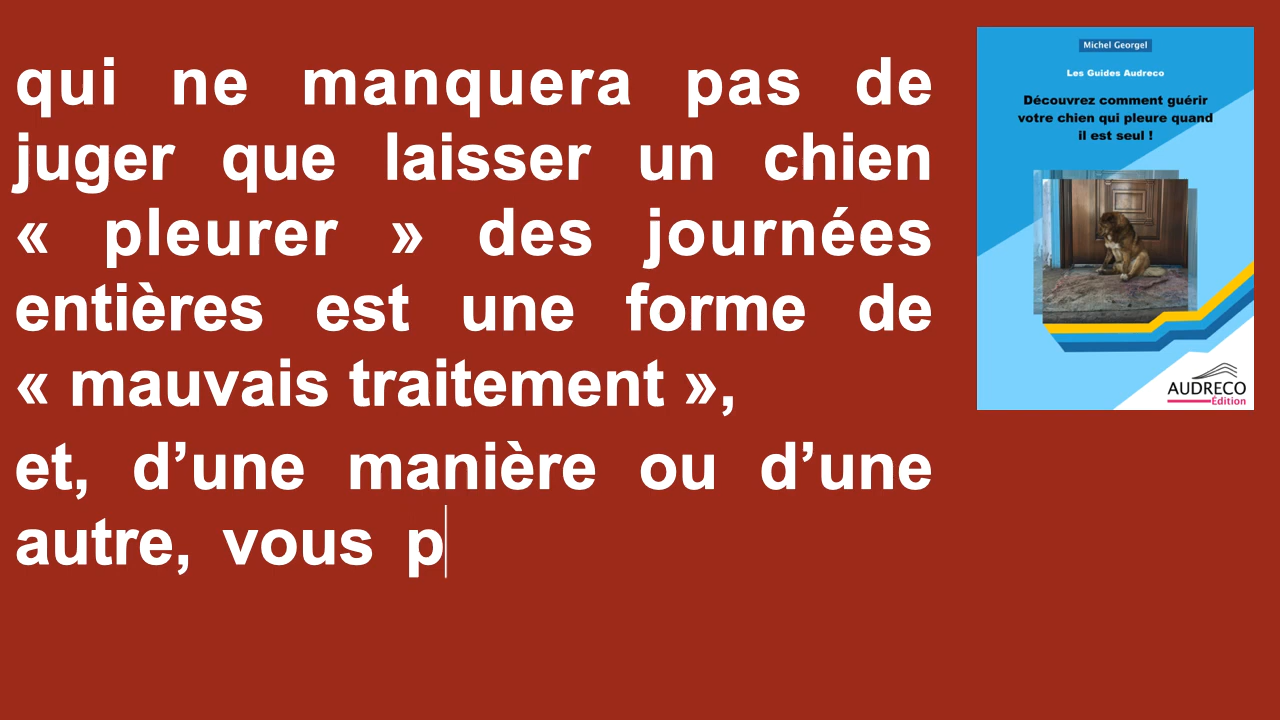 qui ne manquera pas de
juger que laisser un chien
« pleurer » des journées
entières est une forme de
« mauvais traitement »,
et, d’une manière ou d’une
autre, vous p
Michel Georgel
Les Guides Audreco
Découvrez comment guérir
votre chien qui pleure quand
il est seul !
AUDRECO
Édition